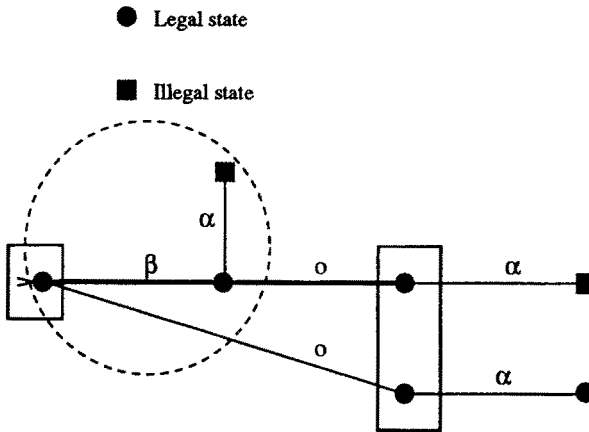 Legal state
Illegal state
α
β
o
α
o
α